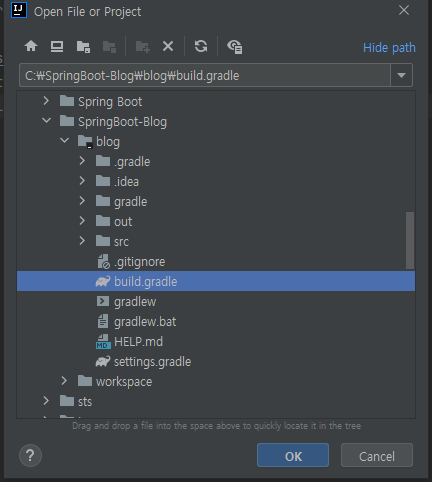 IJ
Open File or Project
Hide path
C:₩SpringBoot-Blog₩blog₩build.gradle
Spring Boot
SpringBoot-Blog
blog
.gradle
.idea
gradle
out
src
.gitignore
build.gradle
gradlew
gradlew.bat
MD HELP.md
settings.gradle
workspace
sts
Drag and drop a file into the space above to quickly locate it in the tree
?
OK
Cancel